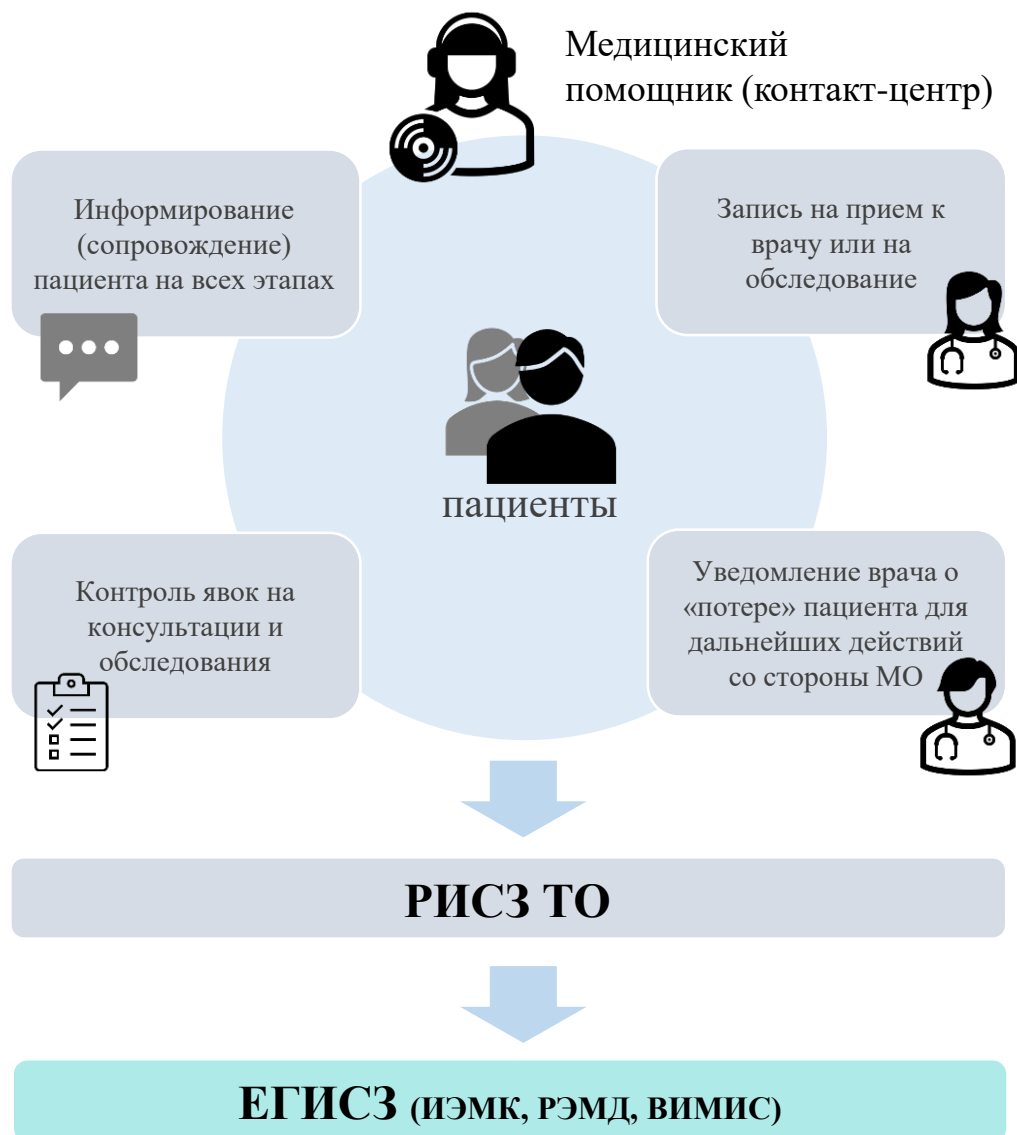 Медицинский
помощник (контакт-центр)
Информирование
(сопровождение)
пациента на всех этапах
Запись на прием к
врачу или на
обследование
пациенты
Контроль явок на
консультации и
обследования
Уведомление врача о
«потере» пациента для
дальнейших действий
со стороны МО
РИСЗ ТО
ЕГИСЗ (ИЭМК, РЭМД, ВИМИС)